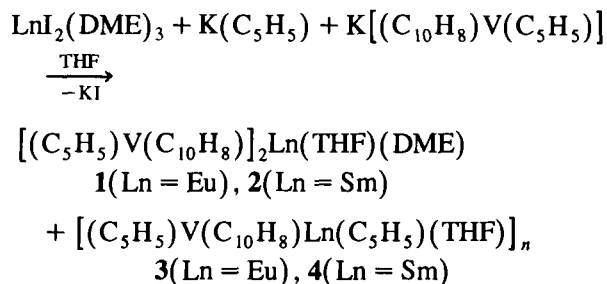 LnI₂(DME)₃ + K(C₅H₅) + K[(C₁₀H₈)V(C₅H₅)]
THF
⟶
−KI
[(C₅H₅)V(C₁₀H₈)]₂Ln(THF)(DME)
1(Ln = Eu), 2(Ln = Sm)
+ [(C₅H₅)V(C₁₀H₈)Ln(C₅H₅)(THF)]ₙ
3(Ln = Eu), 4(Ln = Sm)